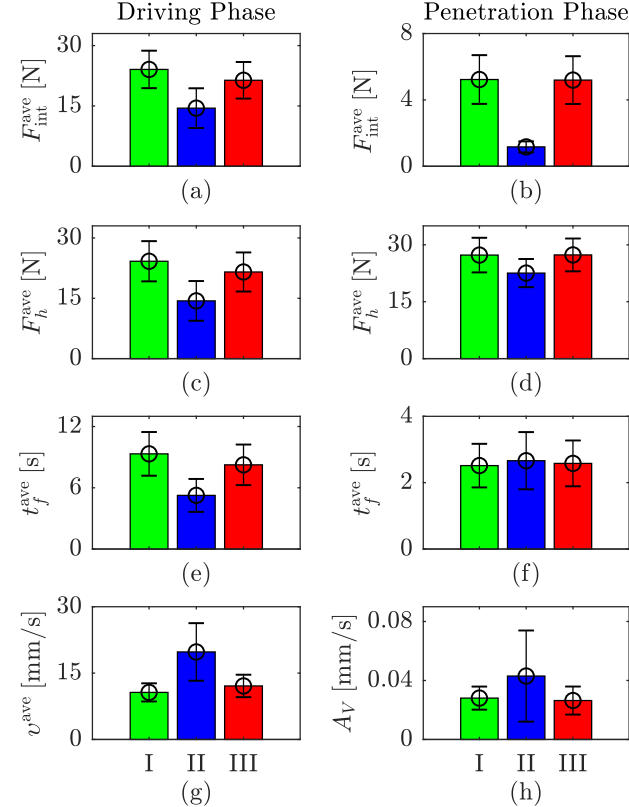 Driving Phase
Penetration Phase
F_int^ave [N]
30
15
0
(a)
F_int^ave [N]
8
4
0
(b)
F_h^ave [N]
30
15
0
(c)
F_h^ave [N]
30
15
0
(d)
t_f^ave [s]
12
6
0
(e)
t_f^ave [s]
4
2
0
(f)
v^ave [mm/s]
30
15
0
I II III
(g)
A_V [mm/s]
0.08
0.04
0
I II III
(h)